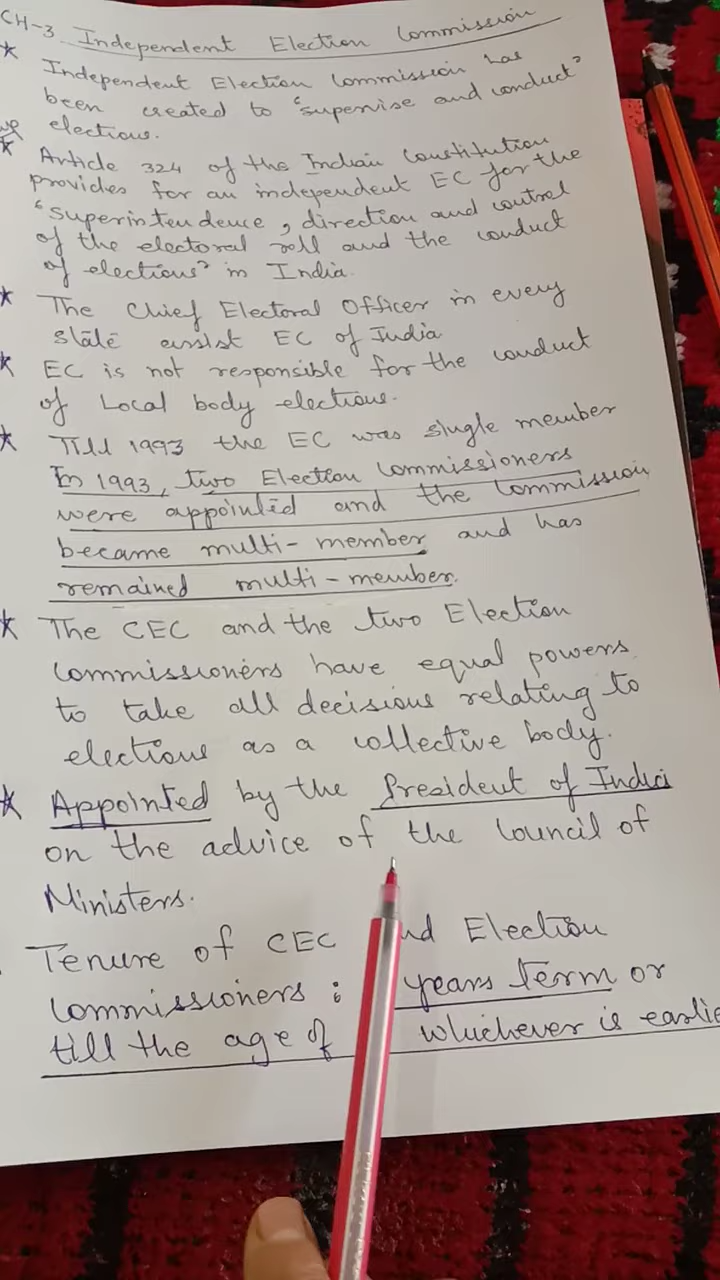 CH-3 Independent Election Commission
* Independent Election Commission has
been created to "supervise and conduct"
elections.
* Article 324 of the Indian Constitution
provides for an independent EC for the
"superintendence, direction and control
of the electoral roll and the conduct
of elections" in India.
* The Chief Electoral Officer in every
state assist EC of India
* EC is not responsible for the conduct
of Local body elections.
* Till 1993 the EC was single member
In 1993, two Election Commissioners
were appointed and the Commission
became multi-member and has
remained multi-member.
* The CEC and the two Election
Commissioners have equal powers
to take all decisions relating to
elections as a collective body.
* Appointed by the President of India
on the advice of the Council of
Ministers.
Tenure of CEC nd Election
Commissioners : years term or
till the age of whichever is earlie